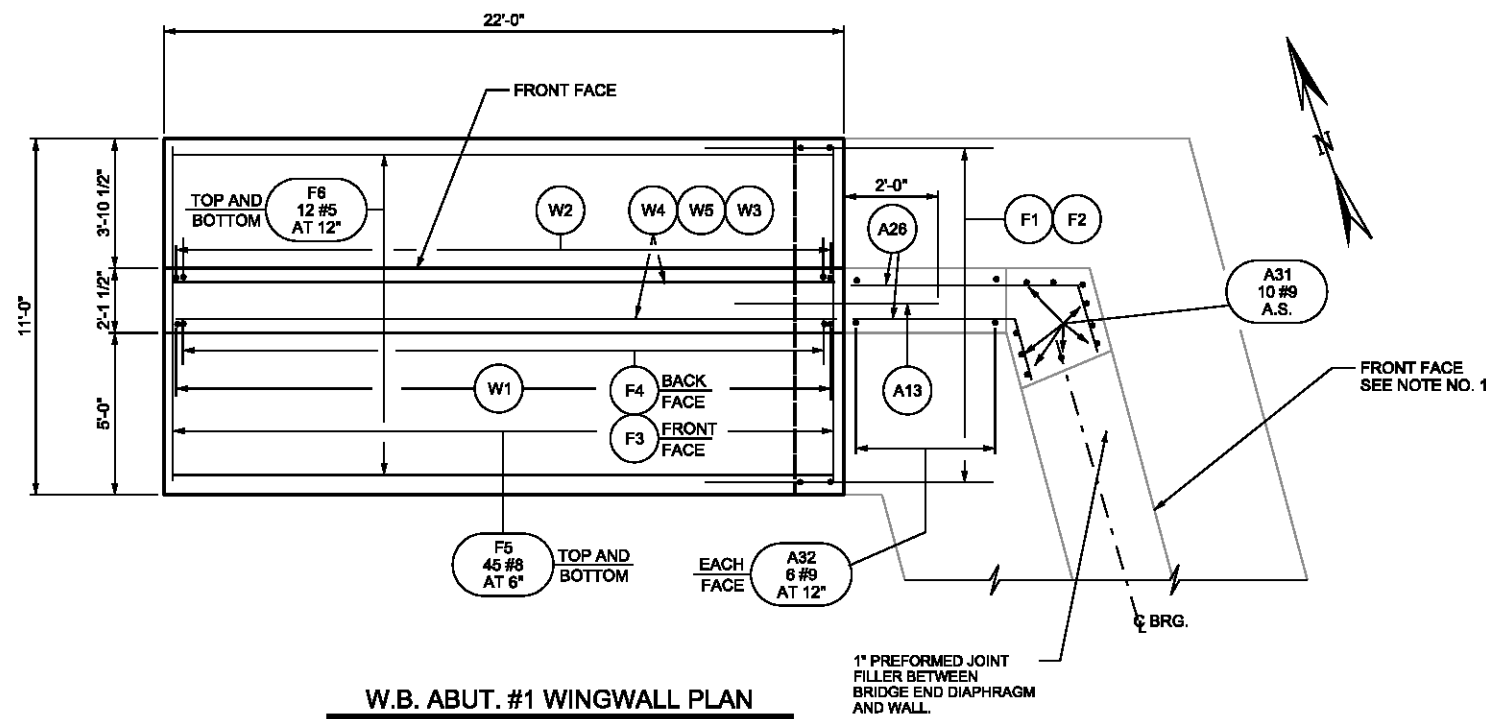 22'-0"
FRONT FACE
N
3'-10 1/2"
TOP AND
BOTTOM
F6
12 #5
AT 12"
W2
W4
W5
W3
2'-0"
F1
F2
A26
A31
10 #9
A.S.
11'-0"
2'-1 1/2"
FRONT FACE
SEE NOTE NO. 1
W1
F4
BACK
FACE
A13
5'-0"
F3
FRONT
FACE
F5
45 #8
AT 6"
TOP AND
BOTTOM
EACH
FACE
A32
6 #9
AT 12"
℄ BRG.
1" PREFORMED JOINT
FILLER BETWEEN
BRIDGE END DIAPHRAGM
AND WALL.
W.B. ABUT. #1 WINGWALL PLAN